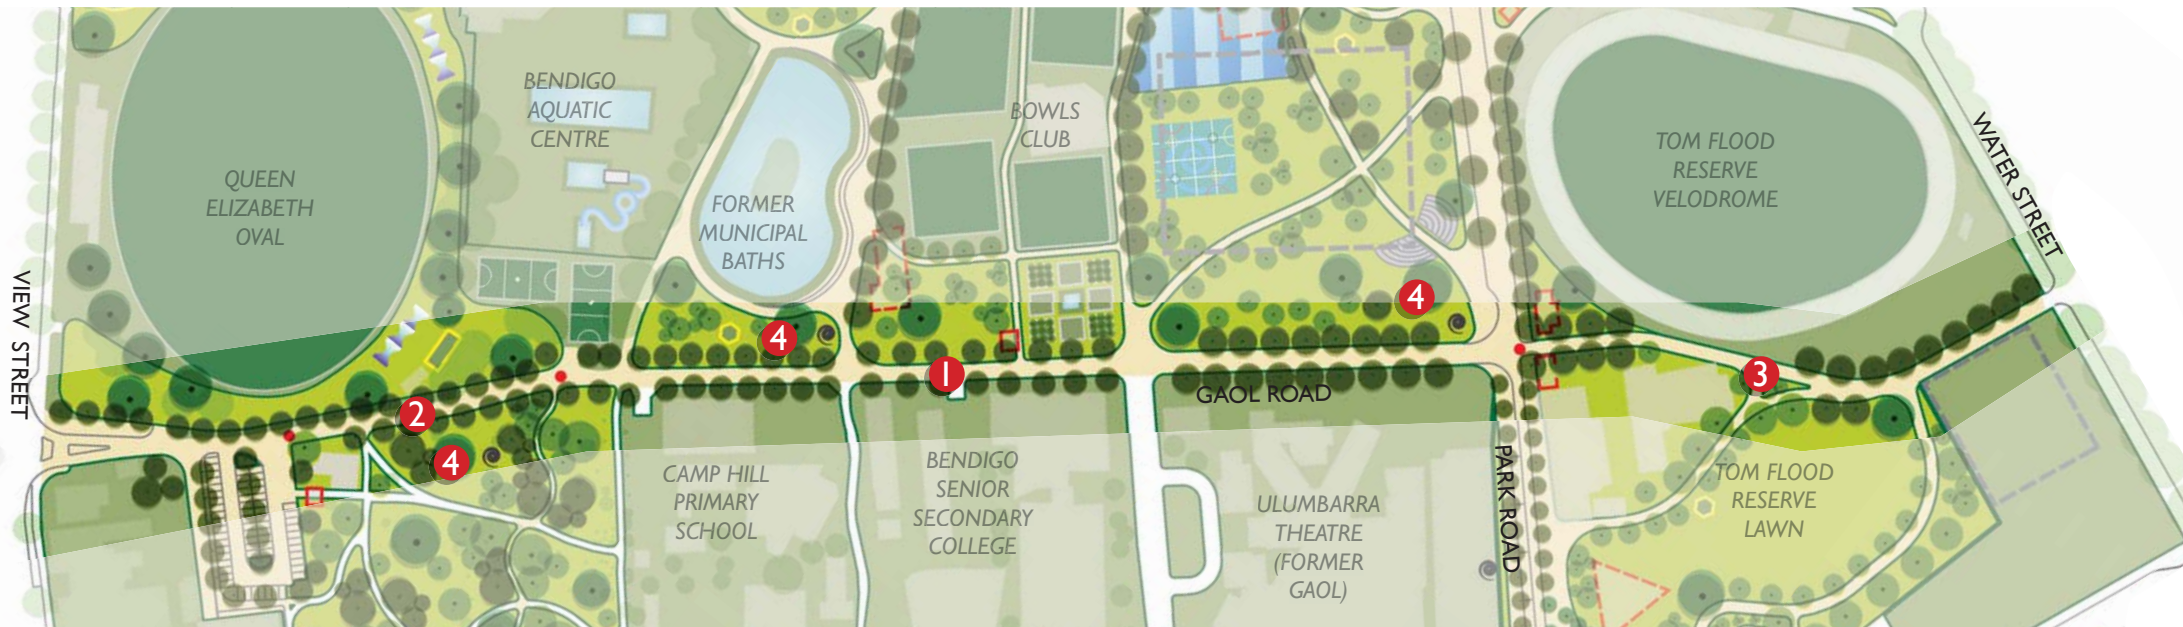 QUEEN
ELIZABETH
OVAL
BENDIGO
AQUATIC
CENTRE
FORMER
MUNICIPAL
BATHS
BOWLS
CLUB
TOM FLOOD
RESERVE
VELODROME
WATER STREET
VIEW STREET
4
4
1
2
3
4
GAOL ROAD
PARK ROAD
CAMP HILL
PRIMARY
SCHOOL
BENDIGO
SENIOR
SECONDARY
COLLEGE
ULUMBARRA
THEATRE
(FORMER
GAOL)
TOM FLOOD
RESERVE
LAWN